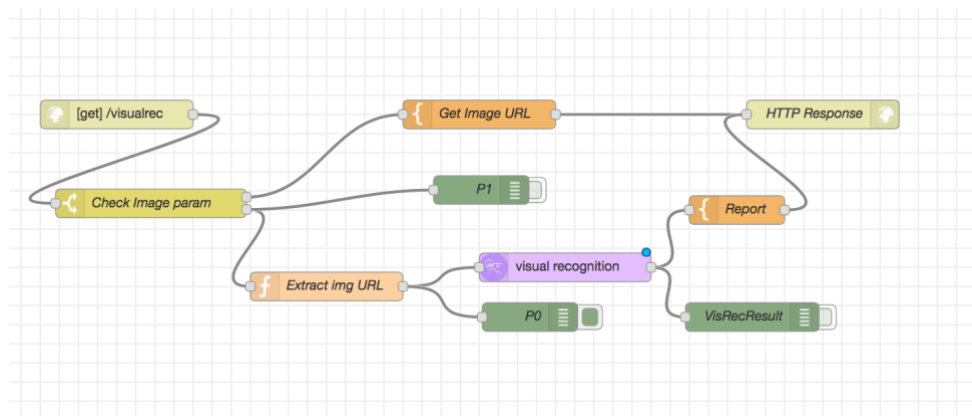 [get] /visualrec
Get Image URL
HTTP Response
P1
Check Image param
Report
visual recognition
Extract img URL
P0
VisRecResult